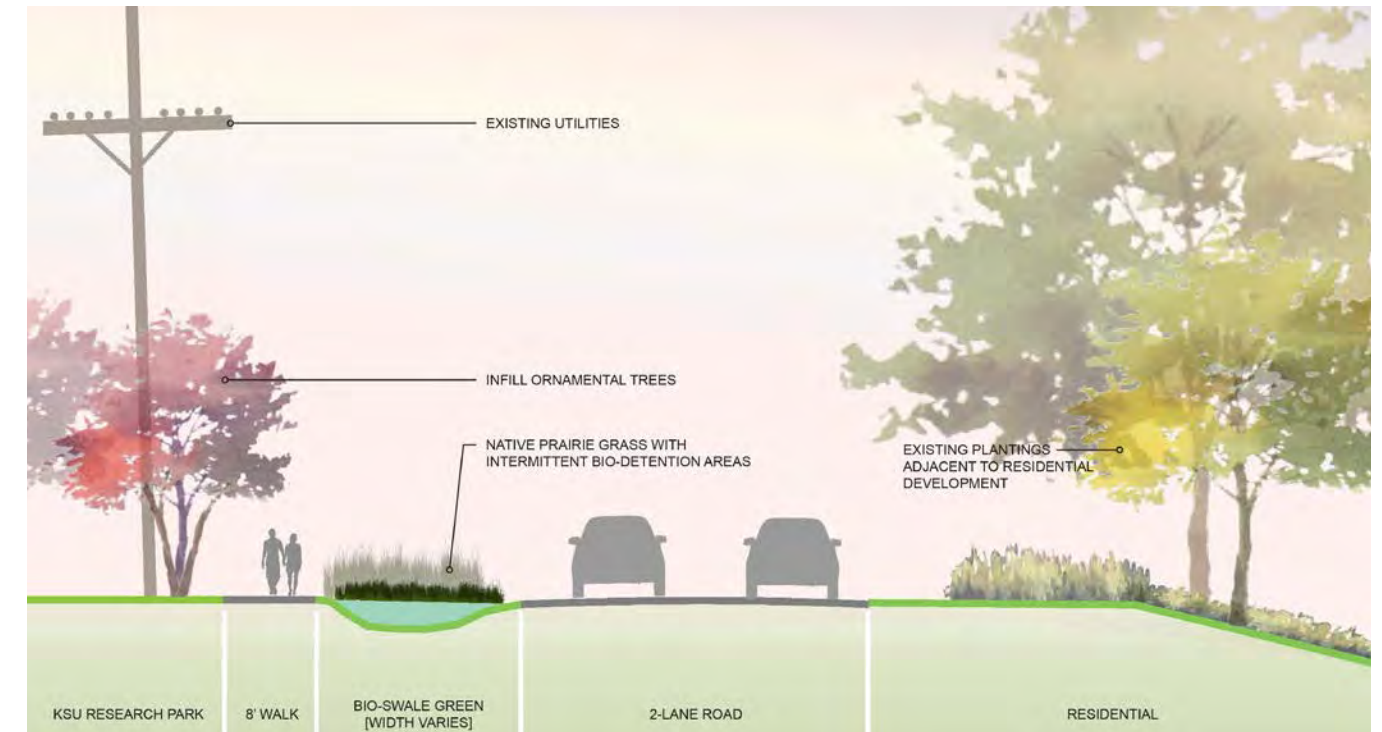 EXISTING UTILITIES
INFILL ORNAMENTAL TREES
NATIVE PRAIRIE GRASS WITH
INTERMITTENT BIO-DETENTION AREAS
EXISTING PLANTINGS
ADJACENT TO RESIDENTIAL
DEVELOPMENT
KSU RESEARCH PARK
8' WALK
BIO-SWALE GREEN
[WIDTH VARIES]
2-LANE ROAD
RESIDENTIAL